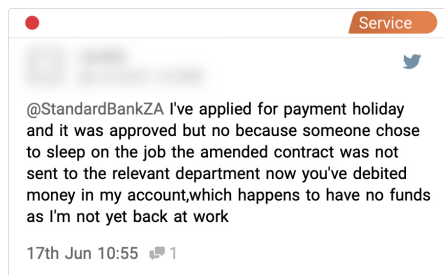 Service
@StandardBankZA I've applied for payment holiday
and it was approved but no because someone chose
to sleep on the job the amended contract was not
sent to the relevant department now you've debited
money in my account,which happens to have no funds
as I'm not yet back at work
17th Jun 10:55 1